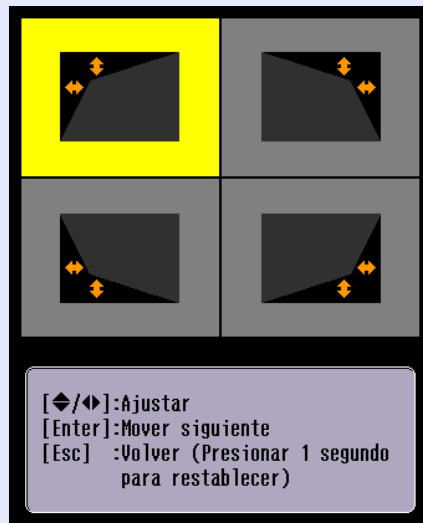 [◆/◆]:Ajustar
[Enter]:Mover siguiente
[Esc] :Volver (Presionar 1 segundo
para restablecer)